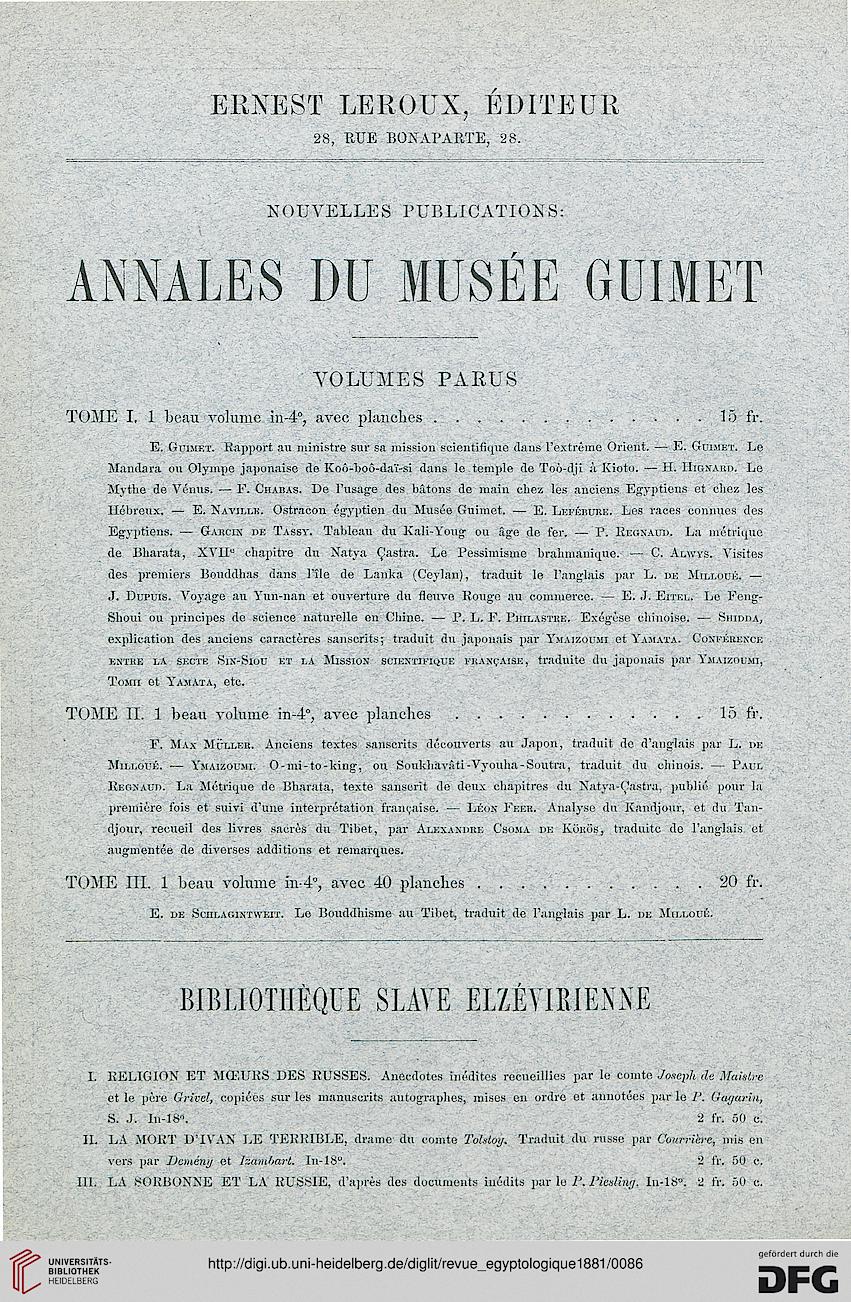 ERNEST LEROUX, ÉDITEUR
28, RUE BONAPARTE, 28.
NOUVELLES PUBLICATIONS:
ANNALES DU MUSÉE GUIMET
VOLUMES PARUS
TOME I. 1 beau volume in-4°, avec planches . . . . . . . . . . . . . 15 fr.
E. GUIMET. Rapport au ministre sur sa mission scientifique dans l'extrême Orient. — E. GUIMET. Le
Mandara ou Olympe japonaise de Koô-boô-daï-si dans le temple de Toô-dji à Kioto. — H. HIGNARD. Le
Mythe de Vénus. — F. CHABAS. De l'usage des bâtons de main chez les anciens Egyptiens et chez les
Hébreux. — E. NAVILLE. Ostracon égyptien du Musée Guimet. — E. LEFÉBURE. Les races connues des
Egyptiens. — GARCIN DE TASSY. Tableau du Kali-Youg ou âge de fer. — P. REGNAUD. La métrique
de Bharata, XVIIe chapitre du Natya Çastra. Le Pessimisme brahmanique. — C. ALWYS. Visites
des premiers Bouddhas dans l'île de Lanka (Ceylan), traduit le l'anglais par L. DE MILLOUÉ. —
J. DUPUIS. Voyage au Yun-nan et ouverture du fleuve Rouge au commerce. — E. J. EITEL. Le Feng-
Shoui ou principes de science naturelle en Chine. — P. L. F. PHILASTRE. Exégèse chinoise. — SHIDDA,
explication des anciens caractères sanscrits; traduit du japonais par YMAIZOUMI et YAMATA. CONFÉRENCE
ENTRE LA SECTE SIN-SIOU ET LA MISSION SCIENTIFIQUE FRANÇAISE, traduite du japonais par YMAIZOUMI,
TOMII et YAMATA, etc.
TOME II. 1 beau volume in-4°, avec planches . . . . . . . . . . . . 15 fr.
F. MAX MÜLLER. Anciens textes sanscrits découverts au Japon, traduit de d'anglais par L. DE
MILLOUÉ. — YMAIZOUMI. O-mi-to-king, ou Soukhavâti-Vyouha-Soutra, traduit du chinois. — PAUL
REGNAUD. La Métrique de Bharata, texte sanscrit de deux chapitres du Natya-Çastra, publié pour la
première fois et suivi d'une interprétation française. — LÉON FEER. Analyse du Kandjour, et du Tan-
djour, recueil des livres sacrés du Tibet, par ALEXANDRE CSOMA DE KÖRÖS, traduite de l'anglais et
augmentée de diverses additions et remarques.
TOME III. 1 beau volume in-4°, avec 40 planches . . . . . . . . . . . 20 fr.
E. DE SCHLAGINTWEIT. Le Bouddhisme au Tibet, traduit de l'anglais par L. DE MILLOUÉ.
BIBLIOTHÈQUE SLAVE ELZÉVIRIENNE
I. RELIGION ET MŒURS DES RUSSES. Anecdotes inédites recueillies par le comte Joseph de Maistre
et le père Grivel, copiées sur les manuscrits autographes, mises en ordre et annotées par le P. Gagarin,
S. J. In-18°. 2 fr. 50 c.
II. LA MORT D'IVAN LE TERRIBLE, drame du comte Tolstoy. Traduit du russe par Courrière, mis en
vers par Demény et Izambart. In-18°. 2 fr. 50 c.
III. LA SORBONNE ET LA RUSSIE, d'après des documents inédits par le P. Piesling. In-18°. 2 fr. 50 c.
UNIVERSITÄTS-
BIBLIOTHEK
HEIDELBERG
http://digi.ub.uni-heidelberg.de/diglit/revue_egyptologique1881/0086
gefördert durch die
DFG